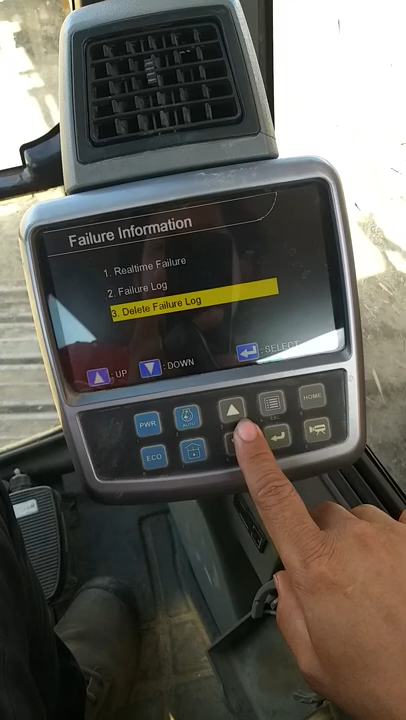 Failure Information
1. Realtime Failure
2. Failure Log
3. Delete Failure Log
: UP
: DOWN
: SELECT
PWR
AUTO
ESC
HOME
ECO